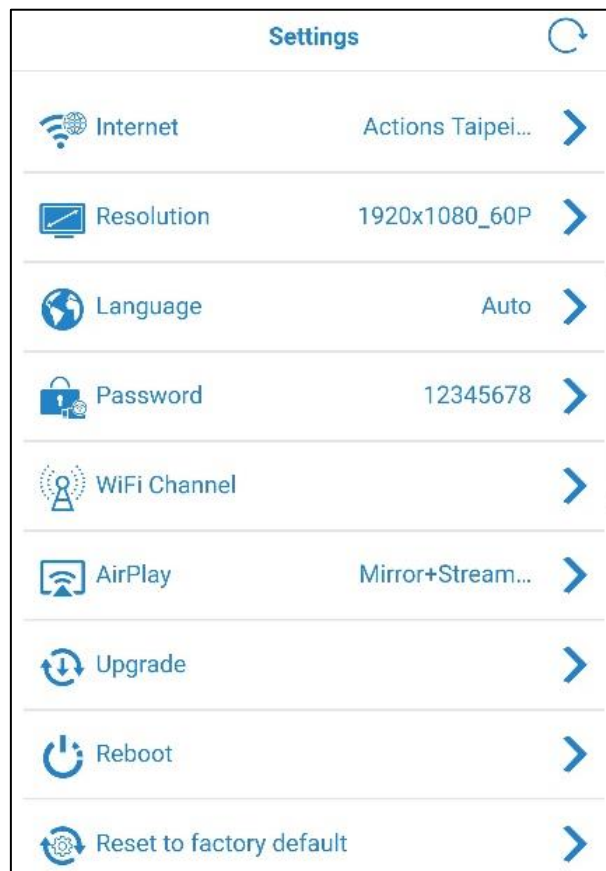 Settings
Internet Actions Taipei...
Resolution 1920x1080_60P
Language Auto
Password 12345678
WiFi Channel
AirPlay Mirror+Stream...
Upgrade
Reboot
Reset to factory default